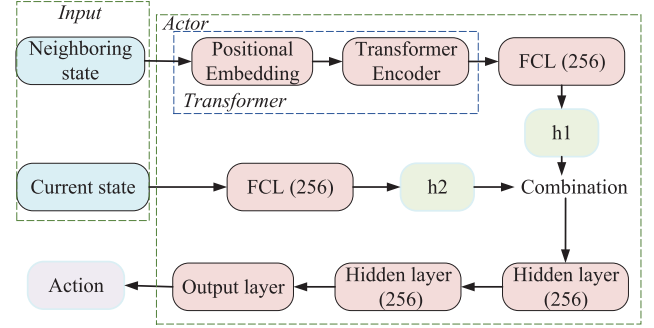 Input
Actor
Neighboring
state
Positional
Embedding
Transformer
Encoder
FCL (256)
Transformer
h1
Current state
FCL (256)
h2
Combination
Action
Output layer
Hidden layer
(256)
Hidden layer
(256)